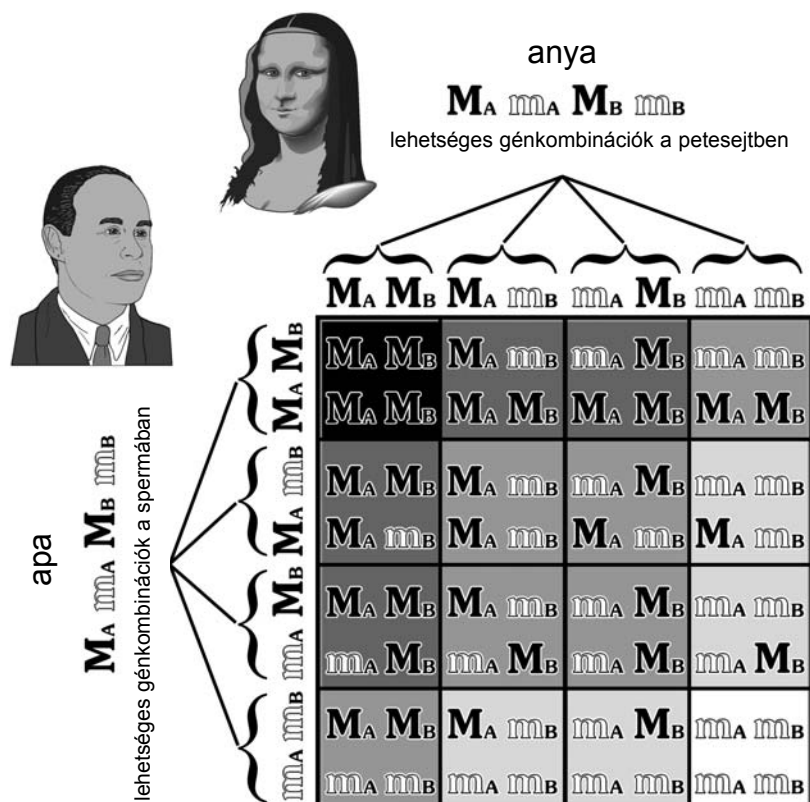 anya
MA mA MB mB
lehetséges génkombinációk a petesejtben
MA MB MA mB mA MB mA mB
apa
MA mA MB mB
lehetséges génkombinációk a spermában
MA MB
MA MB MA mB mA MB mA mB
MA MB MA MB MA MB MA MB
MA mB
MA MB MA mB mA MB mA mB
MA mB MA mB MA mB MA mB
mA MB
MA MB MA mB mA MB mA mB
mA MB mA MB mA MB mA MB
mA mB
MA MB MA mB mA MB mA mB
mA mB mA mB mA mB mA mB